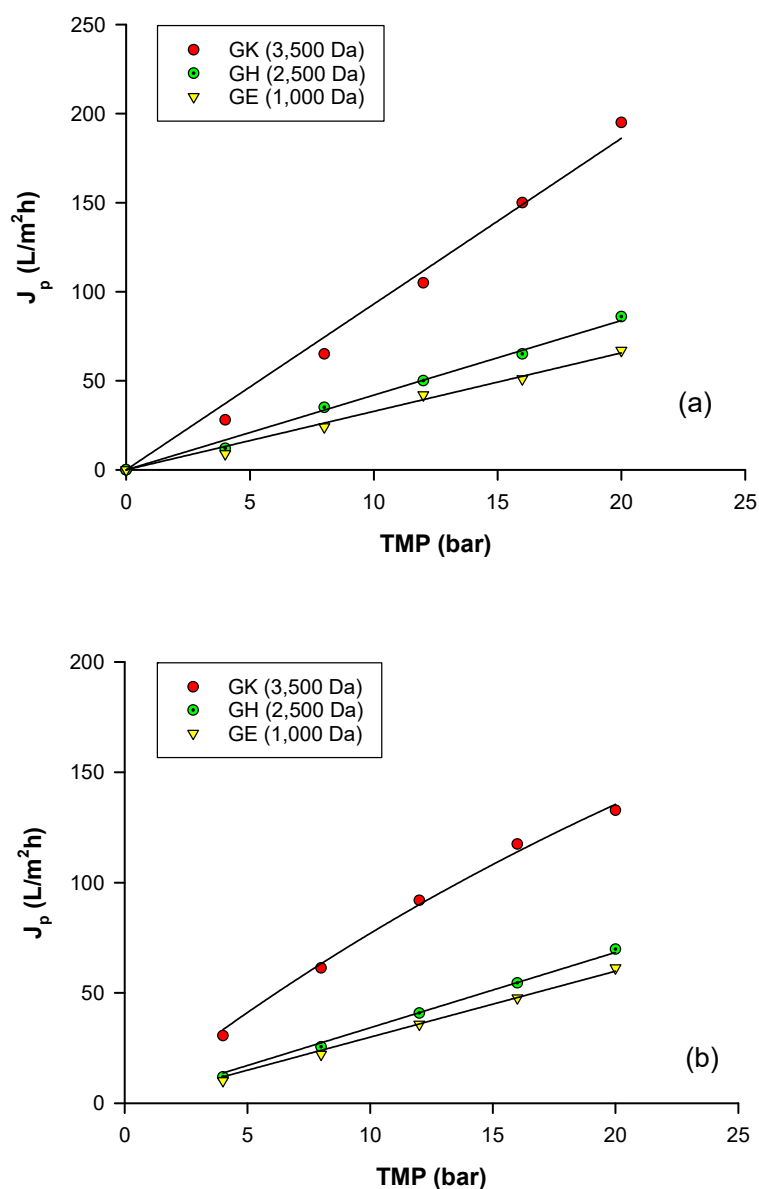 250
200
150
100
50
0
J_p (L/m²h)
GK (3,500 Da)
GH (2,500 Da)
GE (1,000 Da)
(a)
0 5 10 15 20 25
TMP (bar)
200
150
100
50
0
J_p (L/m²h)
GK (3,500 Da)
GH (2,500 Da)
GE (1,000 Da)
(b)
0 5 10 15 20 25
TMP (bar)